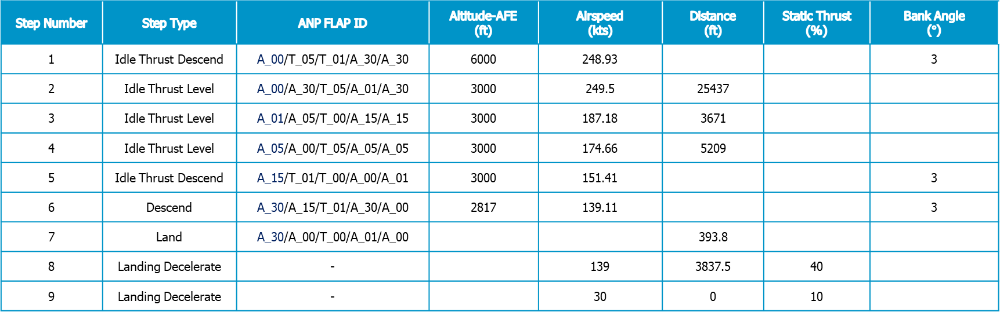 Step Number Step Type ANP FLAP ID Altitude-AFE (ft) Airspeed (kts) Distance (ft) Static Thrust (%) Bank Angle (°)
1 Idle Thrust Descend A_00/T_05/T_01/A_30/A_30 6000 248.93 3
2 Idle Thrust Level A_00/A_30/T_05/A_01/A_30 3000 249.5 25437
3 Idle Thrust Level A_01/A_05/T_00/A_15/A_15 3000 187.18 3671
4 Idle Thrust Level A_05/A_00/T_05/A_05/A_05 3000 174.66 5209
5 Idle Thrust Descend A_15/T_01/T_00/A_00/A_01 3000 151.41 3
6 Descend A_30/A_15/T_01/A_30/A_00 2817 139.11 3
7 Land A_30/A_00/T_00/A_01/A_00 393.8
8 Landing Decelerate - 139 3837.5 40
9 Landing Decelerate - 30 0 10